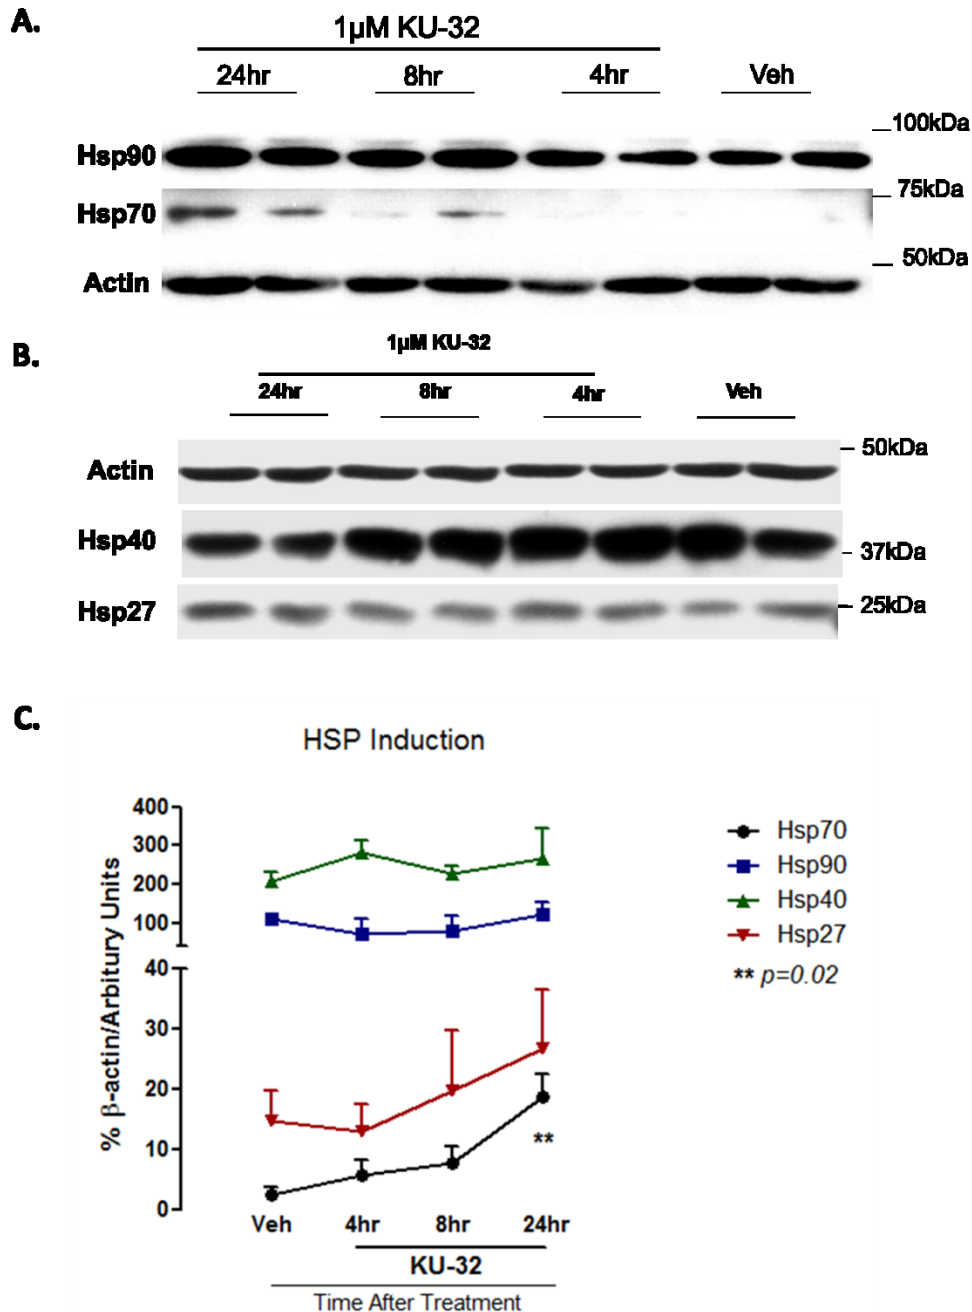 A.
1µM KU-32
24hr 8hr 4hr Veh
100kDa
Hsp90
75kDa
Hsp70
50kDa
Actin
B.
1µM KU-32
24hr 8hr 4hr Veh
50kDa
Actin
Hsp40
37kDa
Hsp27
25kDa
C.
HSP Induction
% β-actin/Arbitury Units
400
300
200
100
40
30
20
10
0
**
Veh 4hr 8hr 24hr
KU-32
Time After Treatment
Hsp70
Hsp90
Hsp40
Hsp27
** p=0.02